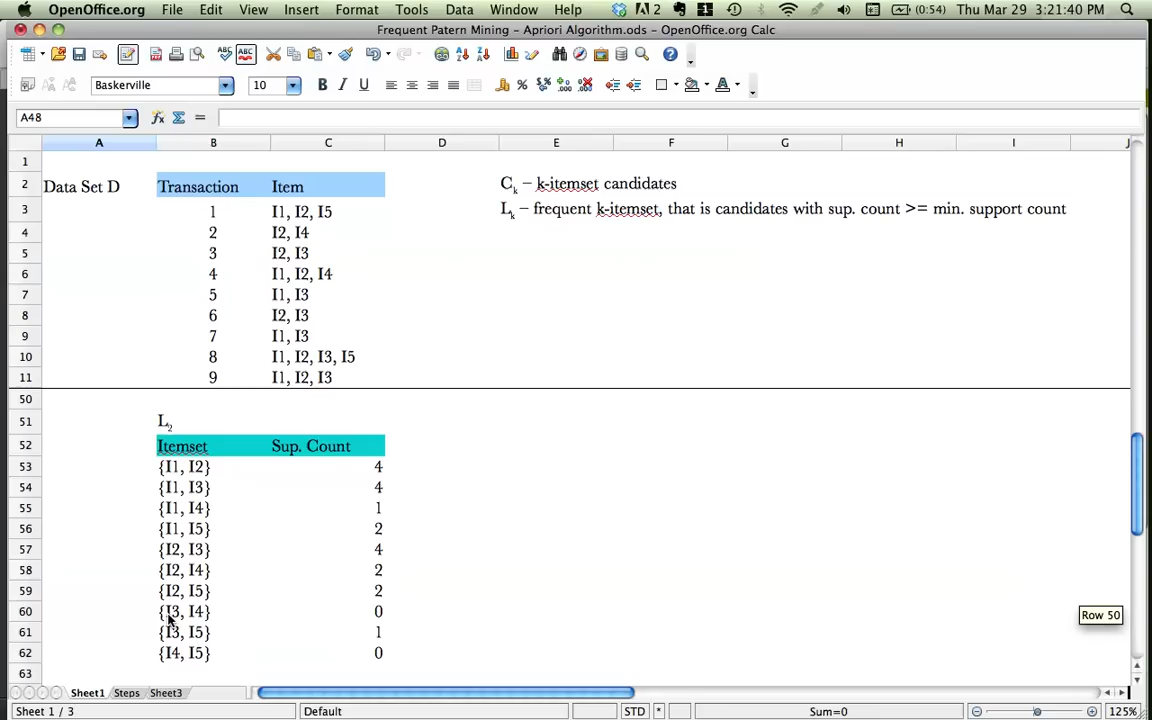 OpenOffice.org File Edit View Insert Format Tools Data Window Help 2 (0:54) Thu Mar 29 3:21:40 PM
Frequent Patern Mining - Apriori Algorithm.ods - OpenOffice.org Calc
Baskerville 10
A48
A B C D E F G H I J
1
2 Data Set D Transaction Item Ck – k-itemset candidates
3 1 I1, I2, I5 Lk – frequent k-itemset, that is candidates with sup. count >= min. support count
4 2 I2, I4
5 3 I2, I3
6 4 I1, I2, I4
7 5 I1, I3
8 6 I2, I3
9 7 I1, I3
10 8 I1, I2, I3, I5
11 9 I1, I2, I3
50
51 L2
52 Itemset Sup. Count
53 {I1, I2} 4
54 {I1, I3} 4
55 {I1, I4} 1
56 {I1, I5} 2
57 {I2, I3} 4
58 {I2, I4} 2
59 {I2, I5} 2
60 {I3, I4} 0 Row 50
61 {I3, I5} 1
62 {I4, I5} 0
63
Sheet1 Steps Sheet3
Sheet 1 / 3 Default STD * Sum=0 125%